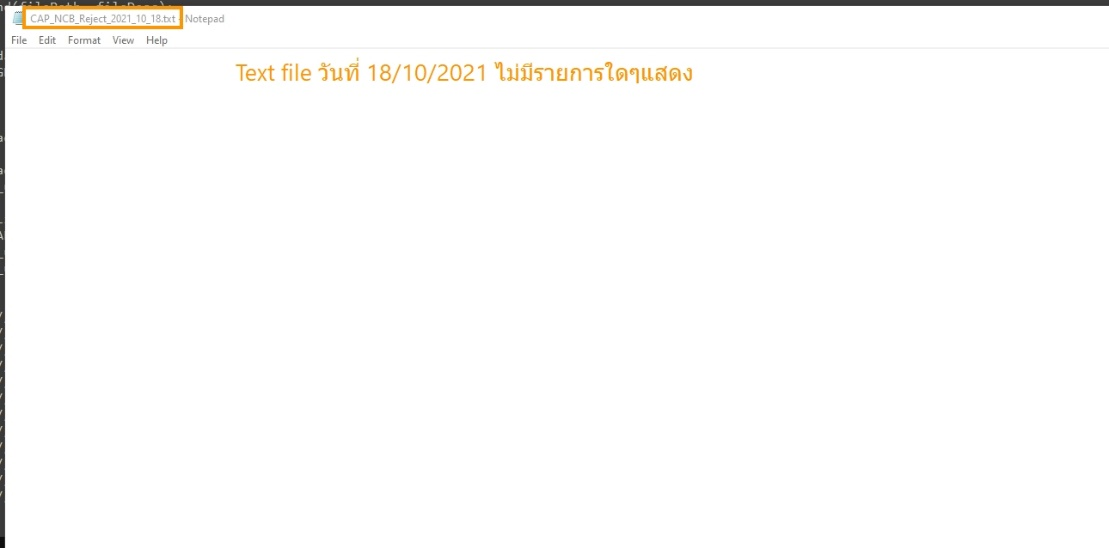 CAP_NCB_Reject_2021_10_18.txt - Notepad
File Edit Format View Help
Text file วันที่ 18/10/2021 ไม่มีรายการใดๆแสดง